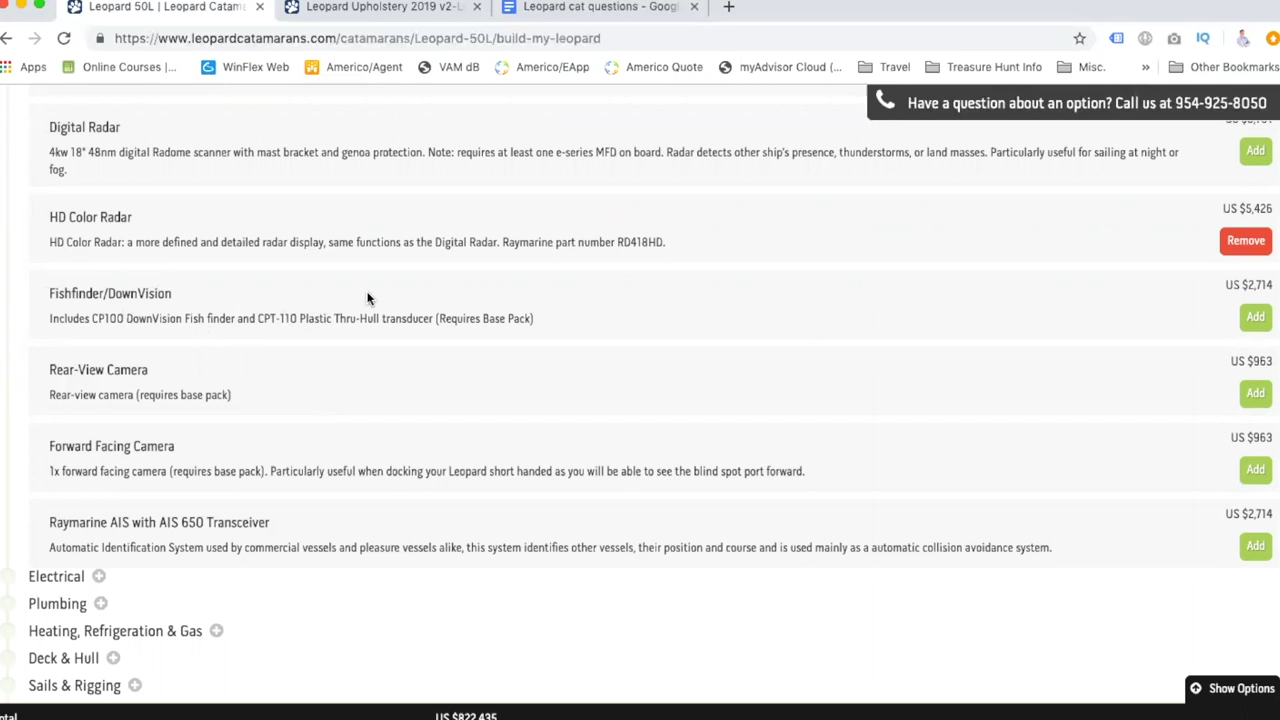 Leopard 50L | Leopard Catam
Leopard Upholstery 2019 v2-L
Leopard cat questions - Googl
https://www.leopardcatamarans.com/catamarans/Leopard-50L/build-my-leopard
IQ
Apps
Online Courses |...
WinFlex Web
Americo/Agent
VAM dB
Americo/EApp
Americo Quote
myAdvisor Cloud (...
Travel
Treasure Hunt Info
Misc.
»
Other Bookmarks
Have a question about an option? Call us at 954-925-8050
Digital Radar
4kw 18" 48nm digital Radome scanner with mast bracket and genoa protection. Note: requires at least one e-series MFD on board. Radar detects other ship's presence, thunderstorms, or land masses. Particularly useful for sailing at night or
fog.
Add
HD Color Radar
US $5,426
HD Color Radar: a more defined and detailed radar display, same functions as the Digital Radar. Raymarine part number RD418HD.
Remove
Fishfinder/DownVision
US $2,714
Includes CP100 DownVision Fish finder and CPT-110 Plastic Thru-Hull transducer (Requires Base Pack)
Add
Rear-View Camera
US $963
Rear-view camera (requires base pack)
Add
Forward Facing Camera
US $963
1x forward facing camera (requires base pack). Particularly useful when docking your Leopard short handed as you will be able to see the blind spot port forward.
Add
Raymarine AIS with AIS 650 Transceiver
US $2,714
Automatic Identification System used by commercial vessels and pleasure vessels alike, this system identifies other vessels, their position and course and is used mainly as a automatic collision avoidance system.
Add
Electrical
Plumbing
Heating, Refrigeration & Gas
Deck & Hull
Sails & Rigging
Show Options
US $822,435